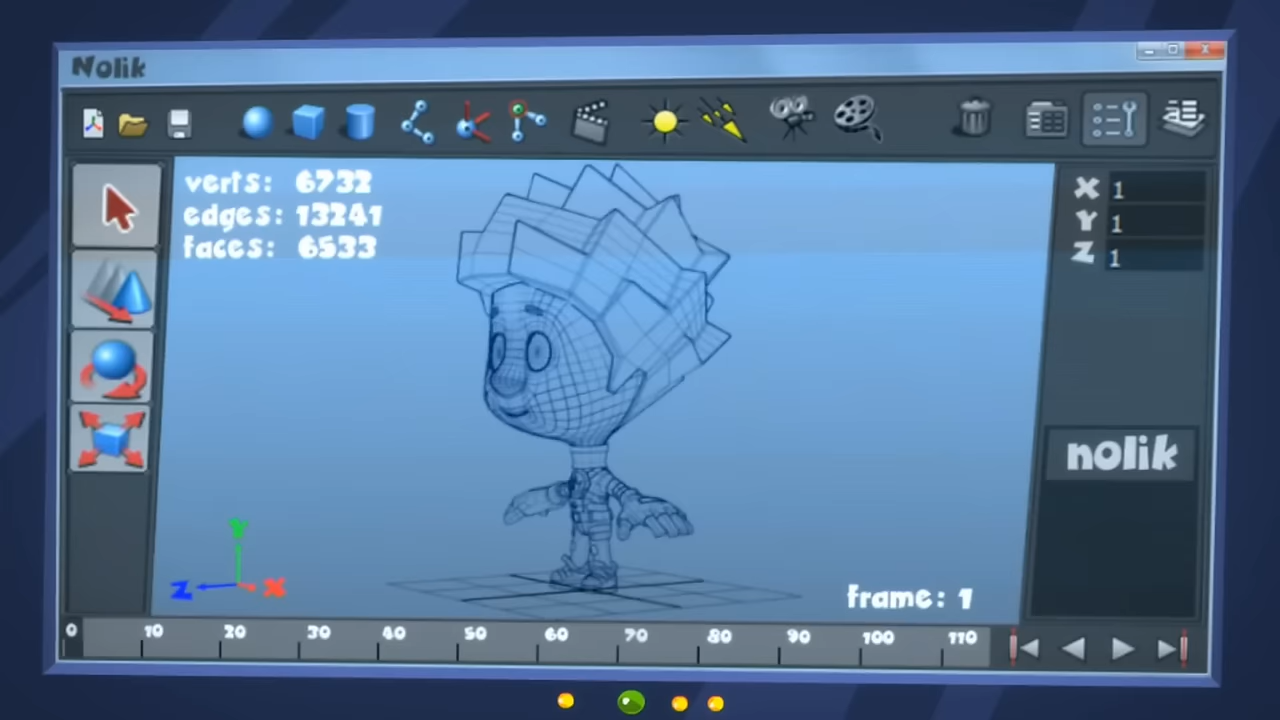 Nolik
verts: 6732
edges: 13241
faces: 6533
X 1
Y 1
Z 1
nolik
Y
Z X
frame: 1
0 10 20 30 40 50 60 70 80 90 100 110